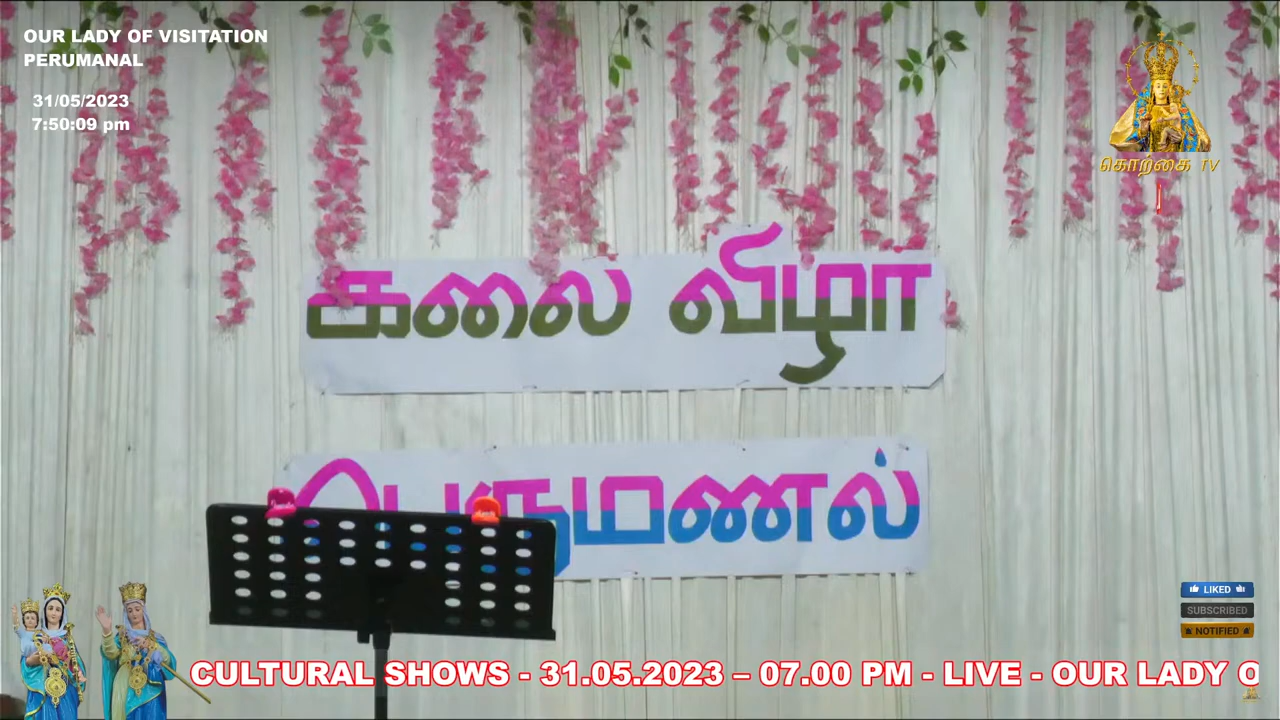 OUR LADY OF VISITATION
PERUMANAL
31/05/2023
7:50:09 pm
கொற்கை TV
கலை விழா
பெருமணல்
LIKED
SUBSCRIBED
NOTIFIED
CULTURAL SHOWS - 31.05.2023 – 07.00 PM - LIVE - OUR LADY O